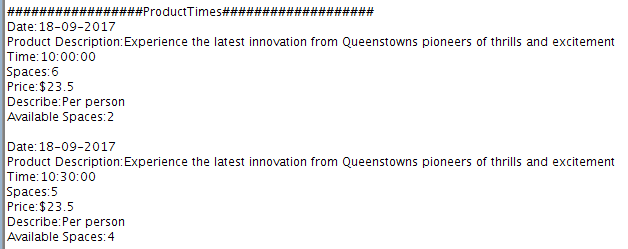 #################ProductTimes###################
Date:18-09-2017
Product Description:Experience the latest innovation from Queenstowns pioneers of thrills and excitement
Time:10:00:00
Spaces:6
Price:$23.5
Describe:Per person
Available Spaces:2

Date:18-09-2017
Product Description:Experience the latest innovation from Queenstowns pioneers of thrills and excitement
Time:10:30:00
Spaces:5
Price:$23.5
Describe:Per person
Available Spaces:4